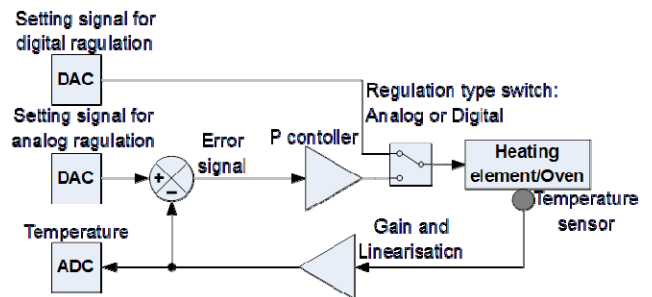 Setting signal for
digital ragulation
DAC
Regulation type switch:
Analog or Digital
Setting signal for
analog ragulation
Error
signal
P contoller
DAC
+
−
Heating
element/Oven
Temperature
sensor
Temperature
Gain and
Linearisation
ADC